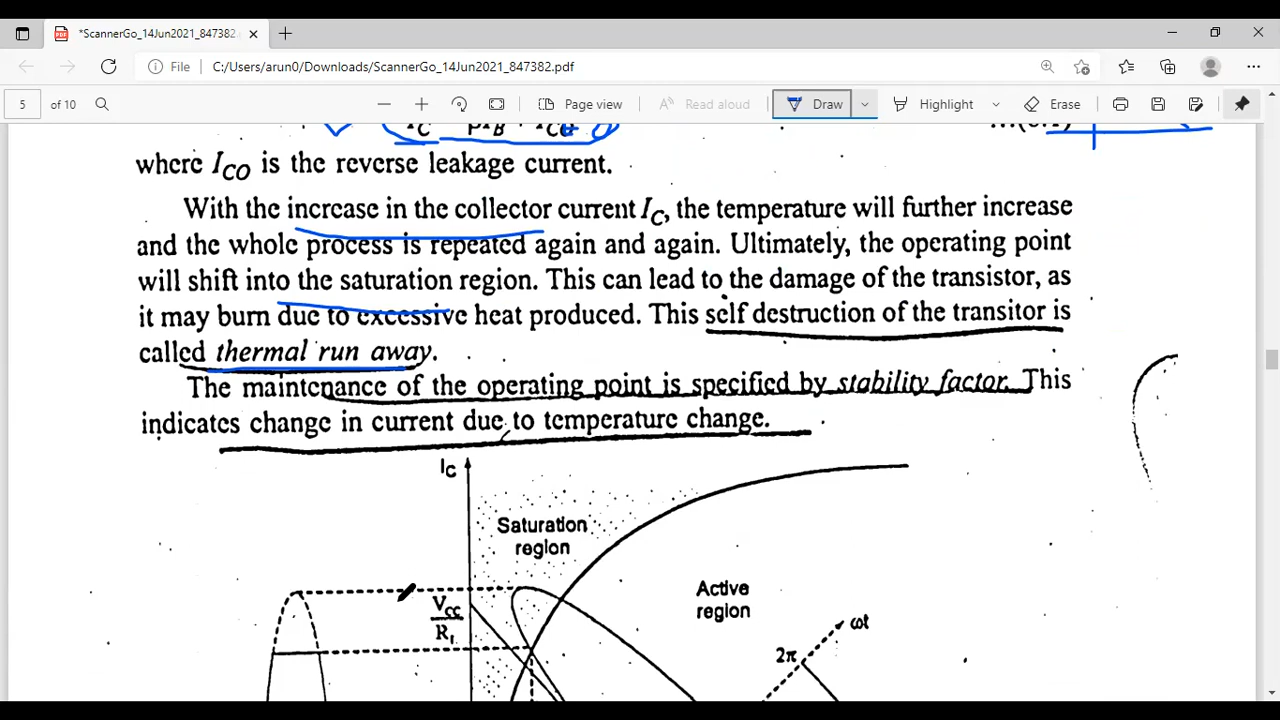 *ScannerGo_14Jun2021_847382.pdf
File C:/Users/arun0/Downloads/ScannerGo_14Jun2021_847382.pdf
5 of 10 Page view Read aloud Draw Highlight Erase
where ICO is the reverse leakage current.
With the increase in the collector current IC, the temperature will further increase
and the whole process is repeated again and again. Ultimately, the operating point
will shift into the saturation region. This can lead to the damage of the transistor, as
it may burn due to excessive heat produced. This self destruction of the transitor is
called thermal run away.
The maintenance of the operating point is specified by stability factor. This
indicates change in current due to temperature change.
IC
Saturation
region
Active
region
VCC
R
ωt
2π